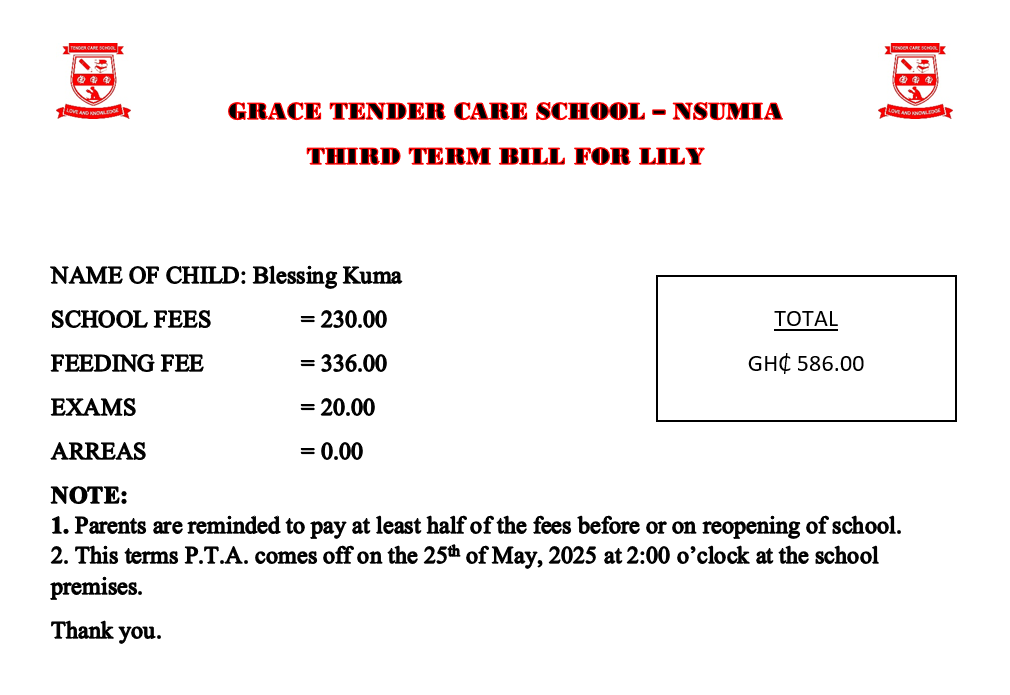 TENDER CARE SCHOOL
LOVE AND KNOWLEDGE
TENDER CARE SCHOOL
LOVE AND KNOWLEDGE
GRACE TENDER CARE SCHOOL – NSUMIA
THIRD TERM BILL FOR LILY
NAME OF CHILD: Blessing Kuma
SCHOOL FEES = 230.00
FEEDING FEE = 336.00
EXAMS = 20.00
ARREAS = 0.00
TOTAL
GH₵ 586.00
NOTE:
1. Parents are reminded to pay at least half of the fees before or on reopening of school.
2. This terms P.T.A. comes off on the 25th of May, 2025 at 2:00 o’clock at the school
premises.
Thank you.